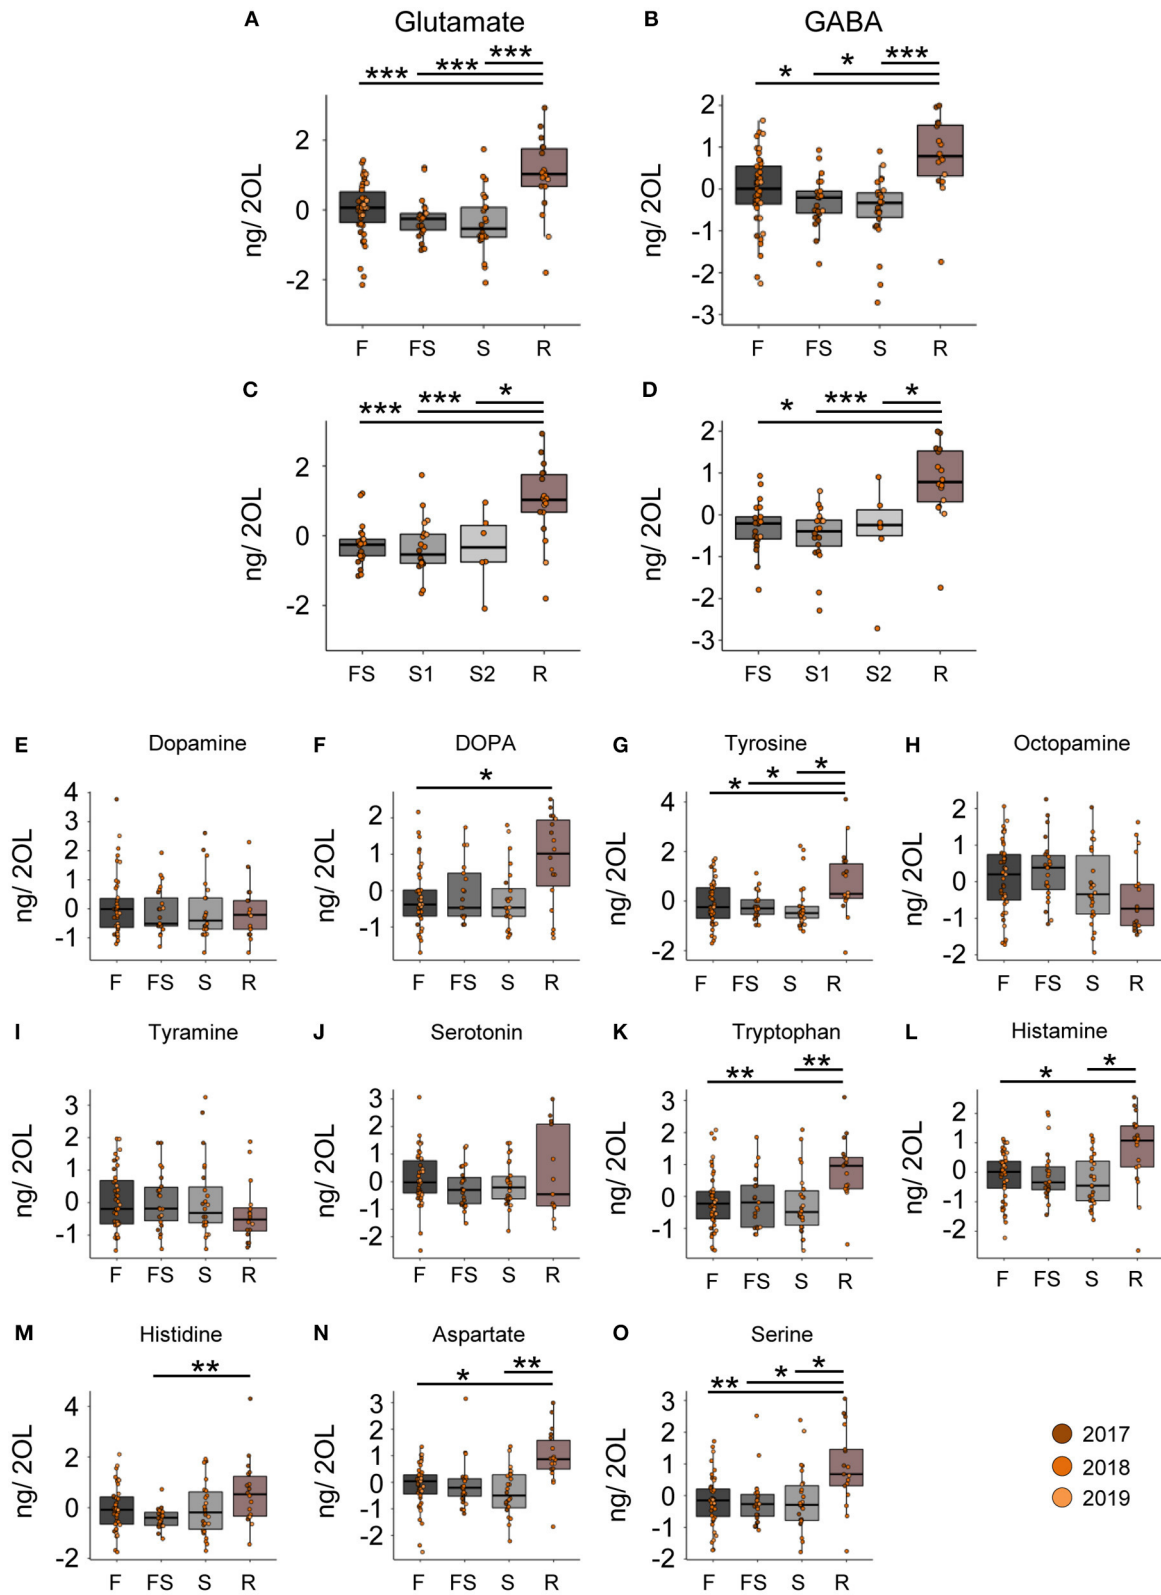 A Glutamate B GABA
*** *** ***
* * ***
ng/ 2OL
2
0
-2
F FS S R
ng/ 2OL
2
1
0
-1
-2
-3
F FS S R
C D
*** *** *
* *** *
ng/ 2OL
2
0
-2
FS S1 S2 R
ng/ 2OL
2
1
0
-1
-2
-3
FS S1 S2 R
E Dopamine
ng/ 2OL
4
3
2
1
0
-1
F FS S R
F DOPA
*
ng/ 2OL
2
1
0
-1
F FS S R
G Tyrosine
* * *
ng/ 2OL
4
2
0
-2
F FS S R
H Octopamine
ng/ 2OL
2
1
0
-1
-2
F FS S R
I Tyramine
ng/ 2OL
3
2
1
0
-1
F FS S R
J Serotonin
ng/ 2OL
3
2
1
0
-1
-2
F FS S R
K Tryptophan
** **
ng/ 2OL
3
2
1
0
-1
F FS S R
L Histamine
* *
ng/ 2OL
2
1
0
-1
-2
F FS S R
M Histidine
**
ng/ 2OL
4
2
0
-2
F FS S R
N Aspartate
* **
ng/ 2OL
3
2
1
0
-1
-2
F FS S R
O Serine
** * *
ng/ 2OL
3
2
1
0
-1
-2
F FS S R
2017
2018
2019